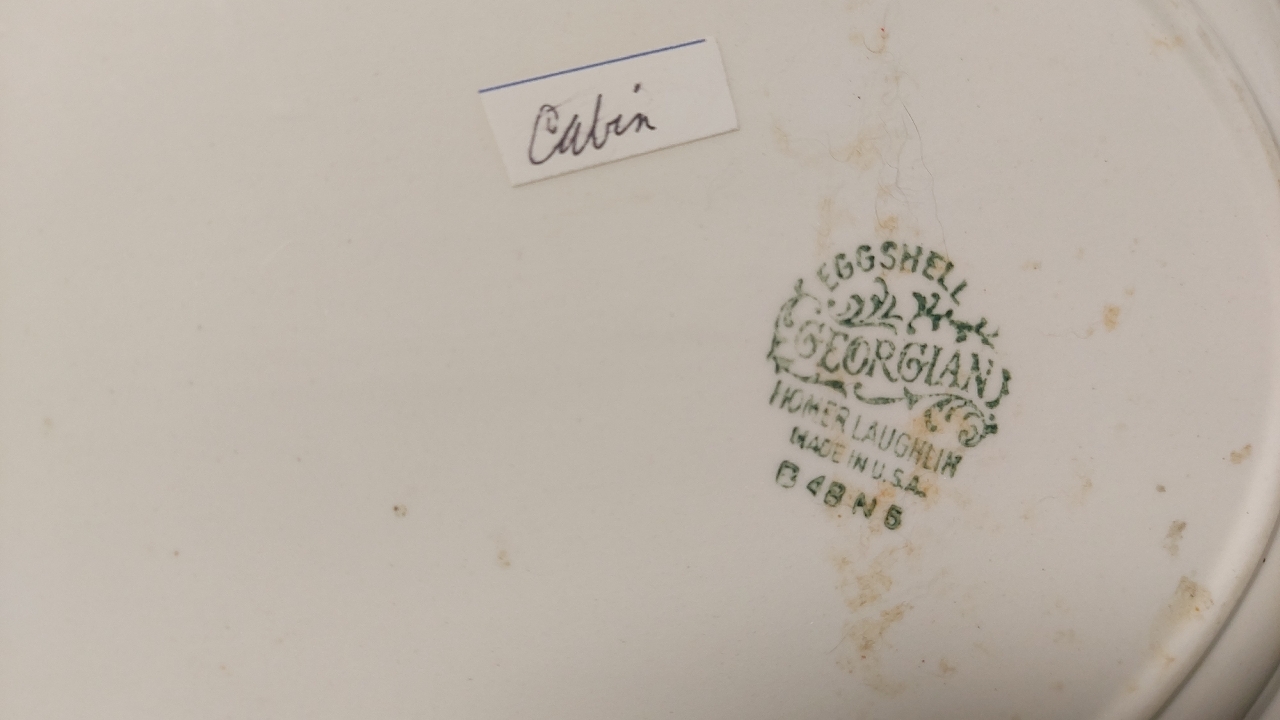 Cabin
EGGSHELL
GEORGIAN
HOMER LAUGHLIN
MADE IN U.S.A.
B 48 N 5